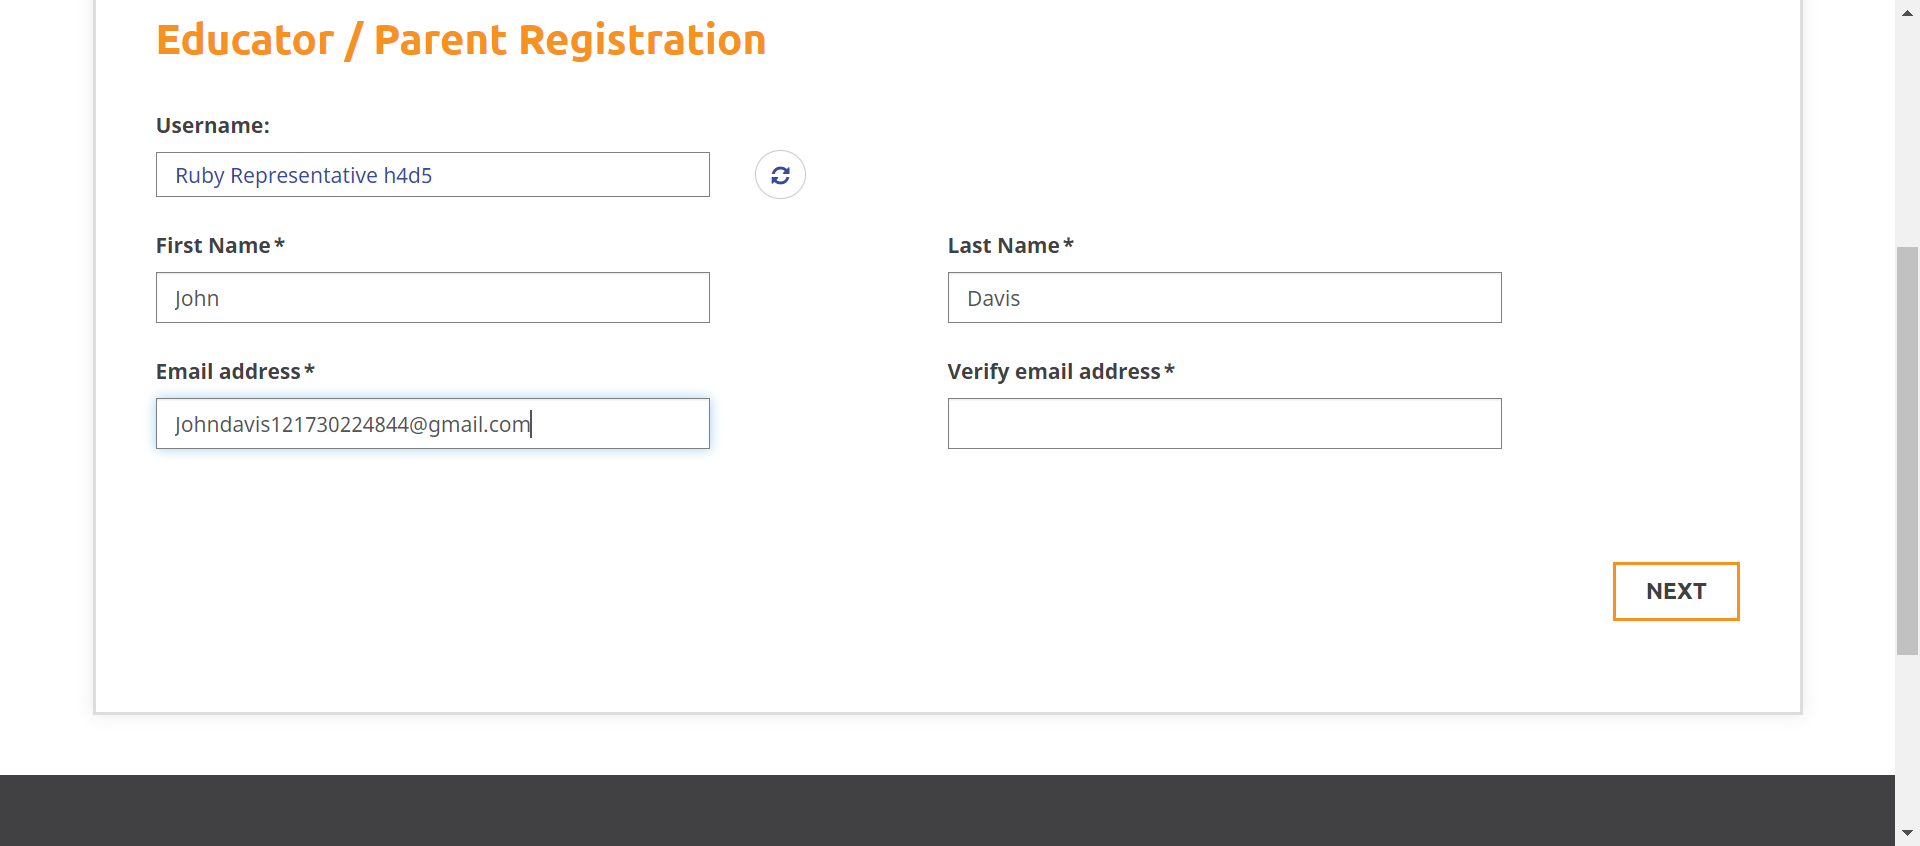 Educator / Parent Registration
Username:
Ruby Representative h4d5
First Name*
Last Name*
John
Davis
Email address*
Verify email address*
Johndavis121730224844@gmail.com
NEXT